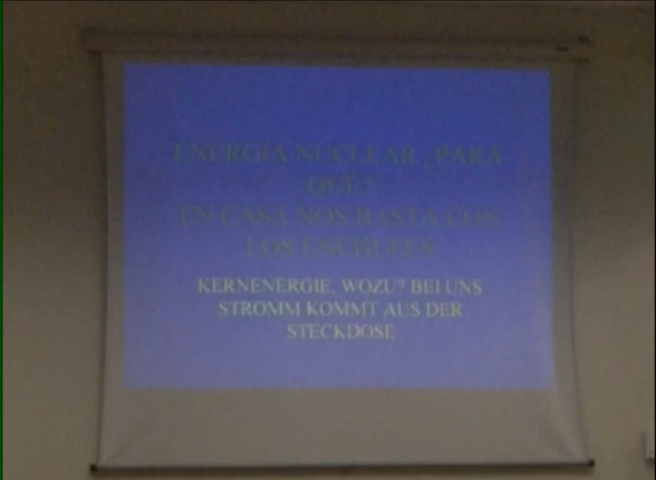 ENERGÍA NUCLEAR ¿PARA
QUÉ?
EN CASA NOS BASTA CON
LOS ENCHUFES
KERNENERGIE, WOZU? BEI UNS
STROMM KOMMT AUS DER
STECKDOSE